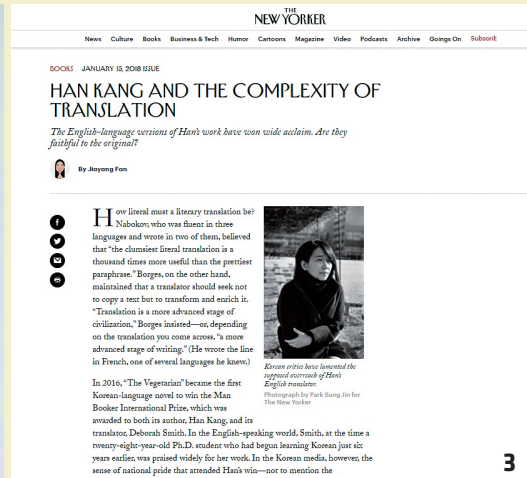 THE
NEW YORKER
News Culture Books Business & Tech Humor Cartoons Magazine Video Podcasts Archive Goings On Subscrib
BOOKS JANUARY 15, 2018 ISSUE
HAN KANG AND THE COMPLEXITY OF
TRANSLATION
The English-language versions of Han's work have won wide acclaim. Are they
faithful to the original?
By Jiayang Fan
How literal must a literary translation be?
Nabokov, who was fluent in three
languages and wrote in two of them, believed
that “the clumsiest literal translation is a
thousand times more useful than the prettiest
paraphrase.” Borges, on the other hand,
maintained that a translator should seek not
to copy a text but to transform and enrich it.
“Translation is a more advanced stage of
civilization,” Borges insisted—or, depending
on the translation you come across, “a more
advanced stage of writing.” (He wrote the line
in French, one of several languages he knew.)
Korean critics have lamented the
supposed overreach of Han's
English translator.
Photograph by Park Sung Jin for
The New Yorker
In 2016, “The Vegetarian” became the first
Korean-language novel to win the Man
Booker International Prize, which was
awarded to both its author, Han Kang, and its
translator, Deborah Smith. In the English-speaking world, Smith, at the time a
twenty-eight-year-old Ph.D. student who had begun learning Korean just six
years earlier, was praised widely for her work. In the Korean media, however, the
sense of national pride that attended Han's win—not to mention the
3